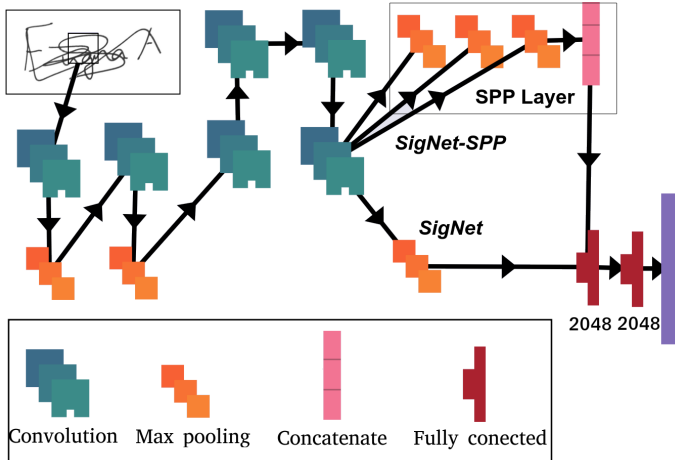 SPP Layer
SigNet-SPP
SigNet
2048 2048
Convolution Max pooling Concatenate Fully conected